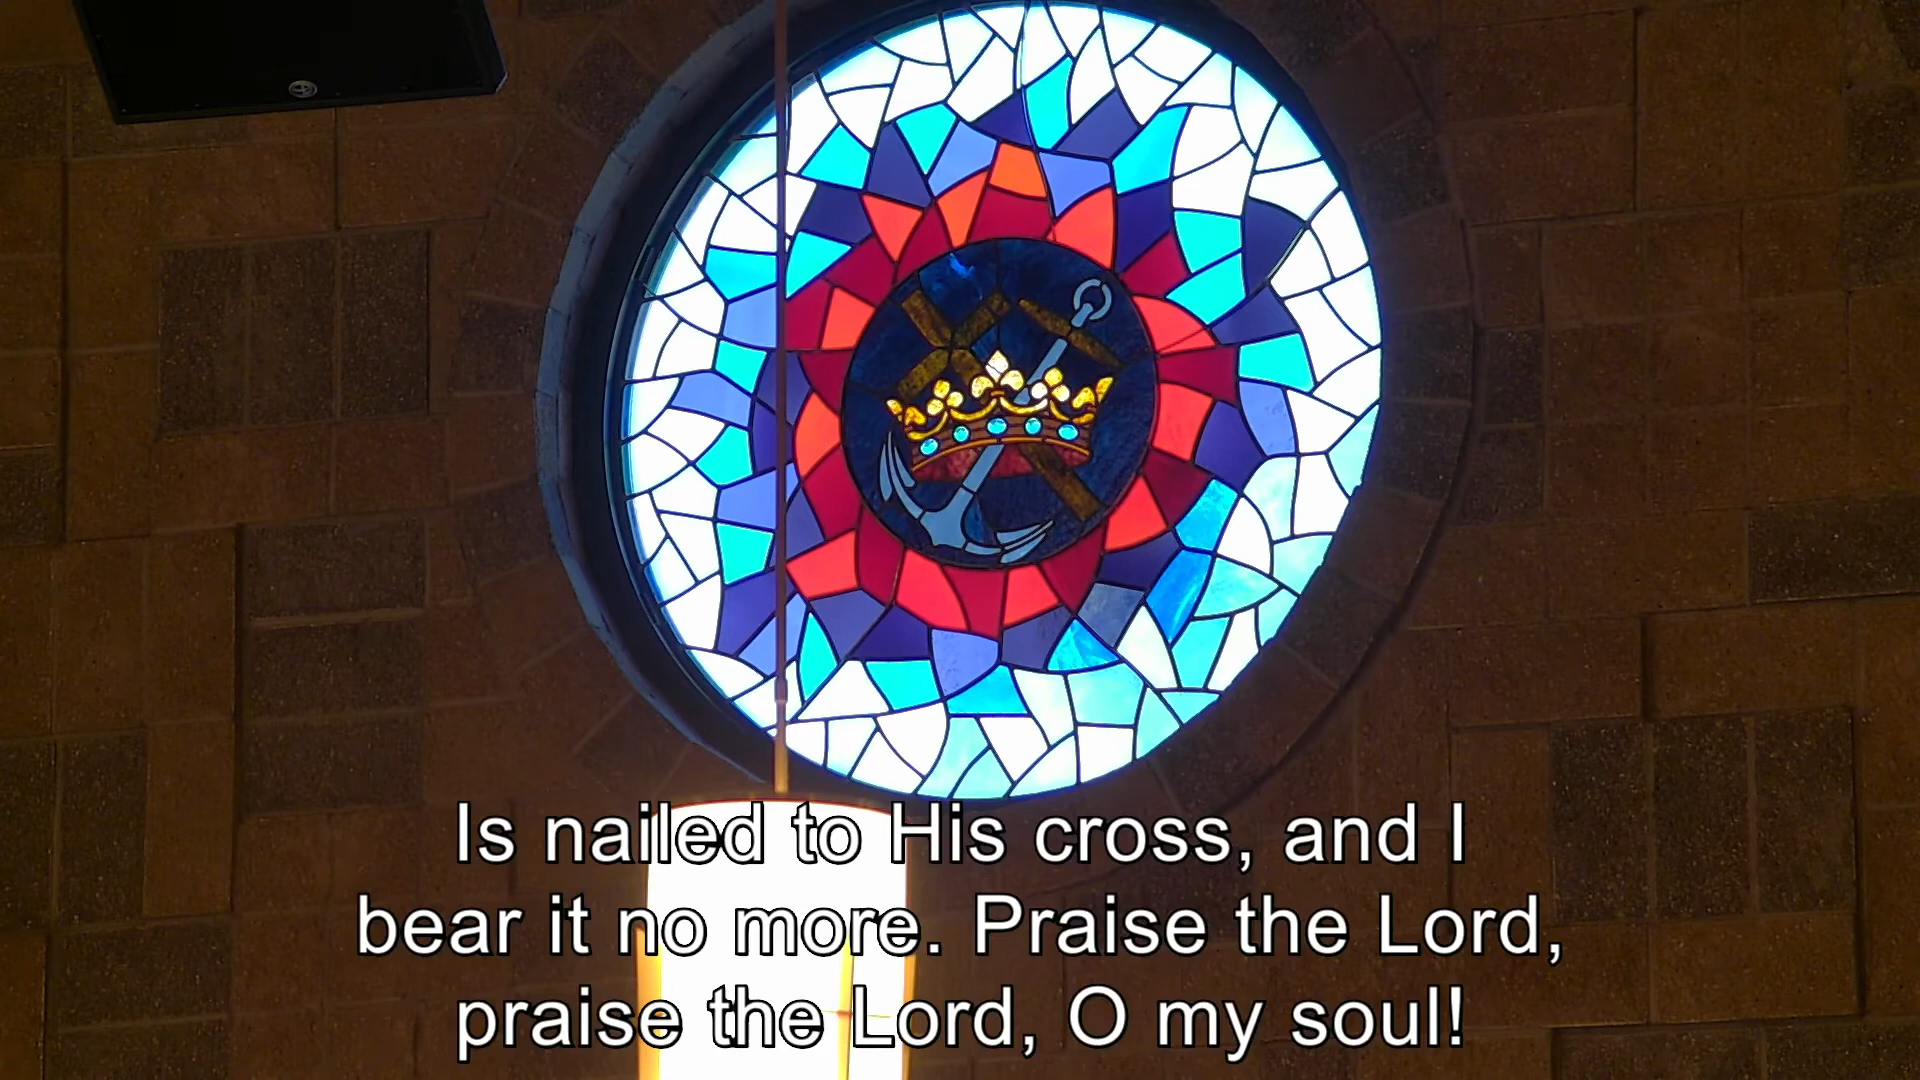 Is nailed to His cross, and I
bear it no more. Praise the Lord,
praise the Lord, O my soul!